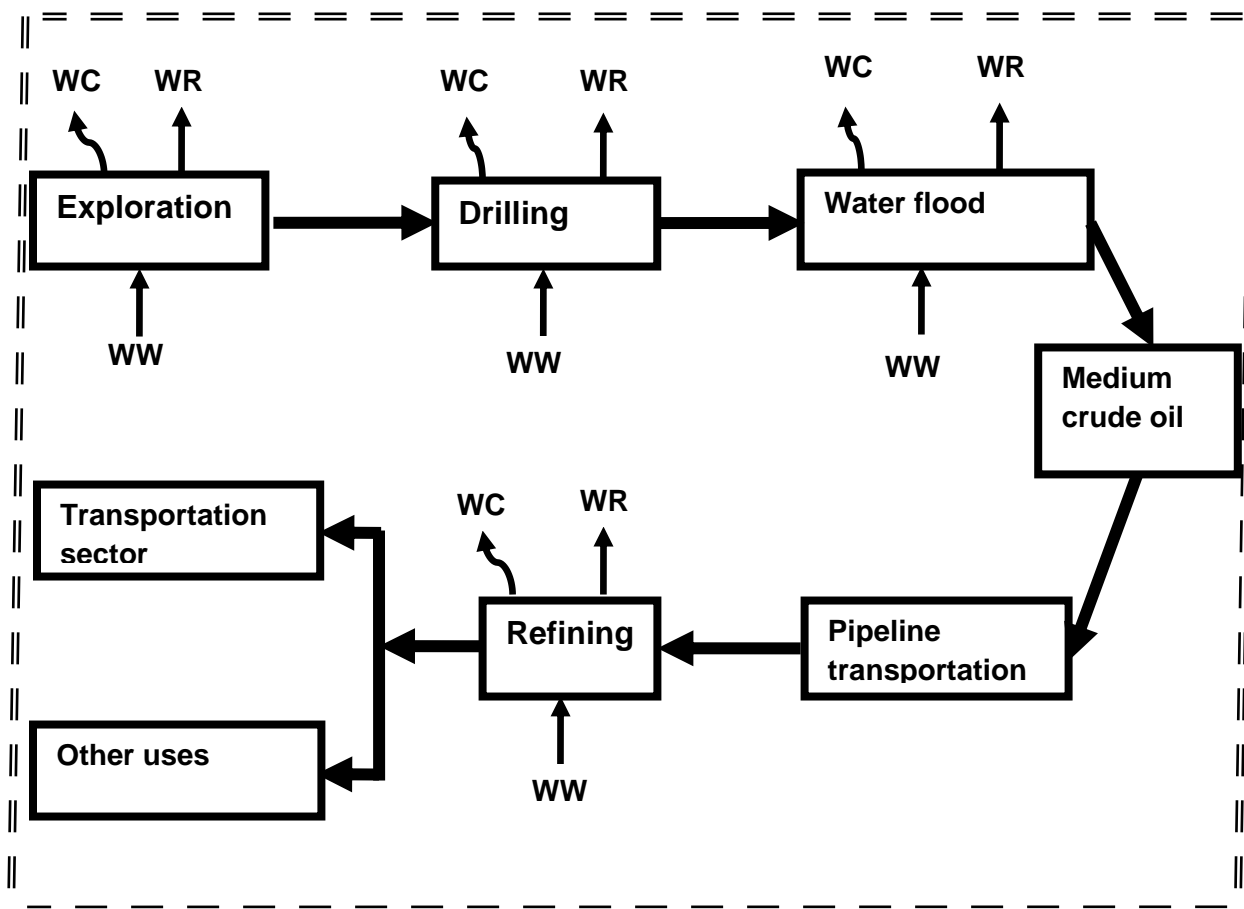 WC WR
WC WR
WC WR
Exploration
Drilling
Water flood
WW
WW
WW
Medium
crude oil
Transportation
sector
WC WR
Refining
Pipeline
transportation
Other uses
WW